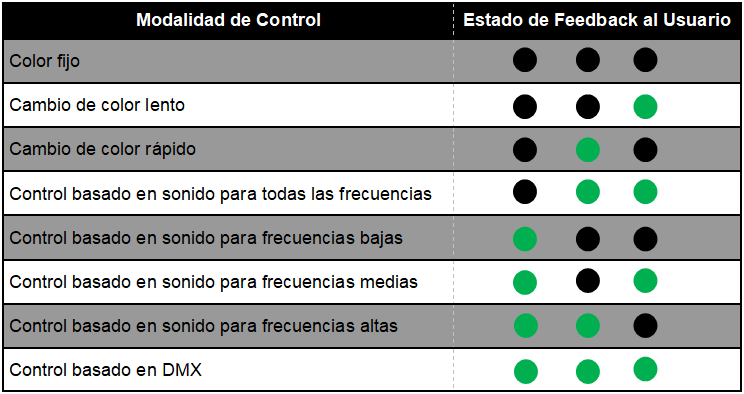 Modalidad de Control Estado de Feedback al Usuario
Color fijo
Cambio de color lento
Cambio de color rápido
Control basado en sonido para todas las frecuencias
Control basado en sonido para frecuencias bajas
Control basado en sonido para frecuencias medias
Control basado en sonido para frecuencias altas
Control basado en DMX